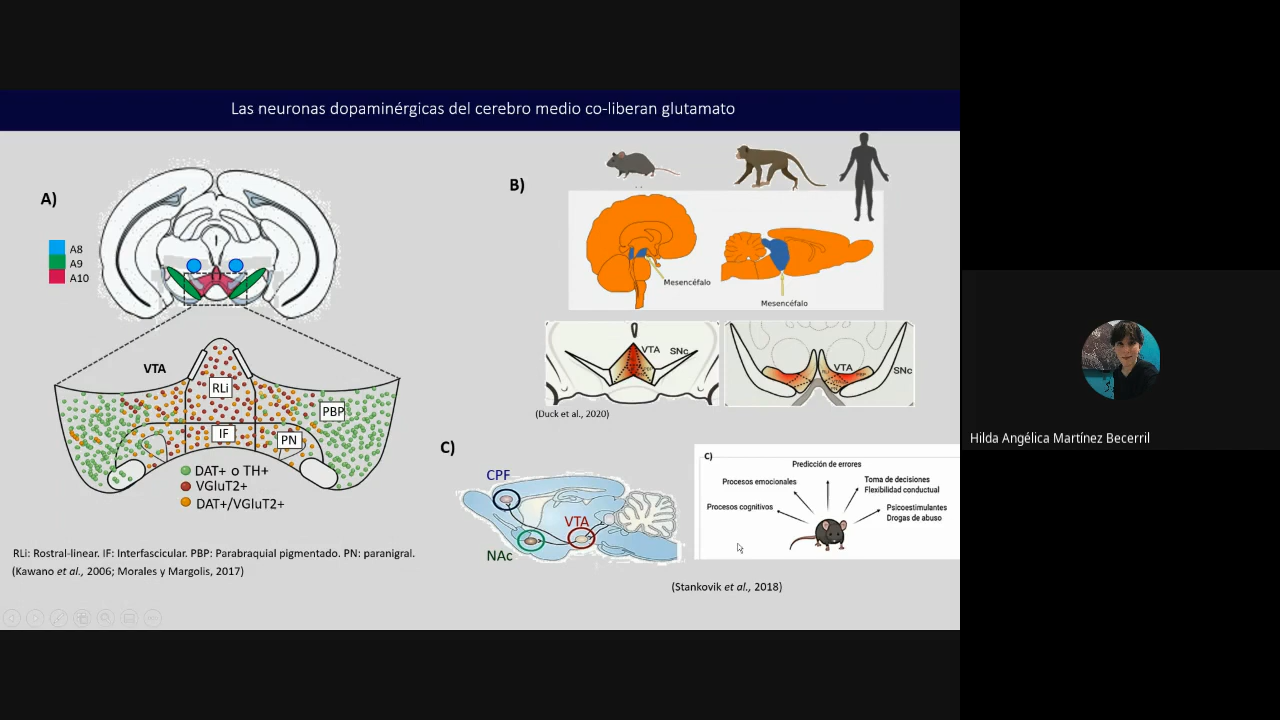 Las neuronas dopaminérgicas del cerebro medio co-liberan glutamato
A)
A8
A9
A10
VTA
RLi
PBP
IF
PN
DAT+ o TH+
VGluT2+
DAT+/VGluT2+
RLi: Rostral-linear. IF: Interfascicular. PBP: Parabraquial pigmentado. PN: paranigral.
(Kawano et al., 2006; Morales y Margolis, 2017)
B)
Mesencéfalo
Mesencéfalo
VTA
SNc
VTA
SNc
(Duck et al., 2020)
C)
CPF
VTA
NAc
C)
Predicción de errores
Procesos emocionales
Toma de decisiones
Flexibilidad conductual
Procesos cognitivos
Psicoestimulantes
Drogas de abuso
(Stankovik et al., 2018)
Hilda Angélica Martínez Becerril